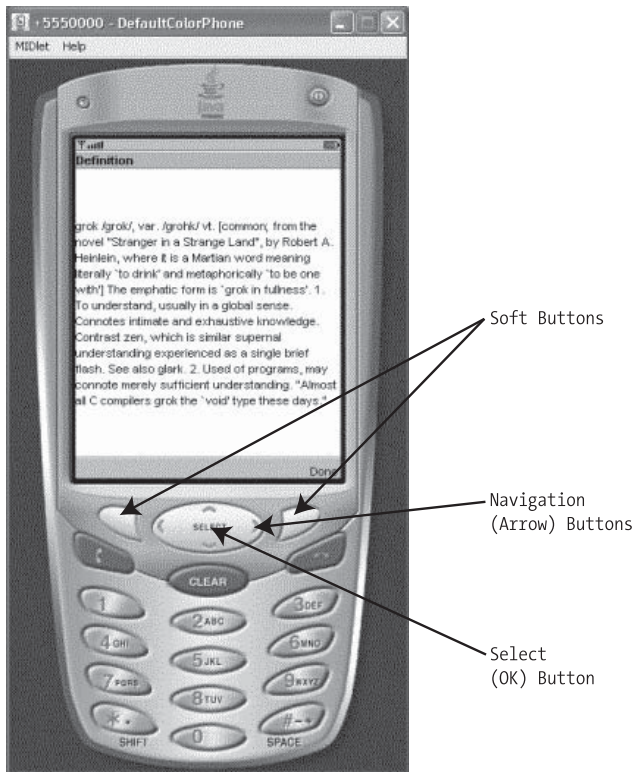 +5550000 - DefaultColorPhone
MIDlet Help
Java
Definition
grok /grok/, var. /grohk/ vt. [common; from the
novel "Stranger in a Strange Land", by Robert A.
Heinlein, where it is a Martian word meaning
literally `to drink' and metaphorically `to be one
with'] The emphatic form is `grok in fullness'. 1.
To understand, usually in a global sense.
Connotes intimate and exhaustive knowledge.
Contrast zen, which is similar supernal
understanding experienced as a single brief
flash. See also glark. 2. Used of programs, may
connote merely sufficient understanding. "Almost
all C compilers grok the `void' type these days."
Done
Soft Buttons
SELECT
Navigation
(Arrow) Buttons
CLEAR
1 2ABC 3DEF
4GHI 5JKL 6MNO
Select
(OK) Button
7PQRS 8TUV 9WXYZ
*. 0 #-+
SHIFT SPACE